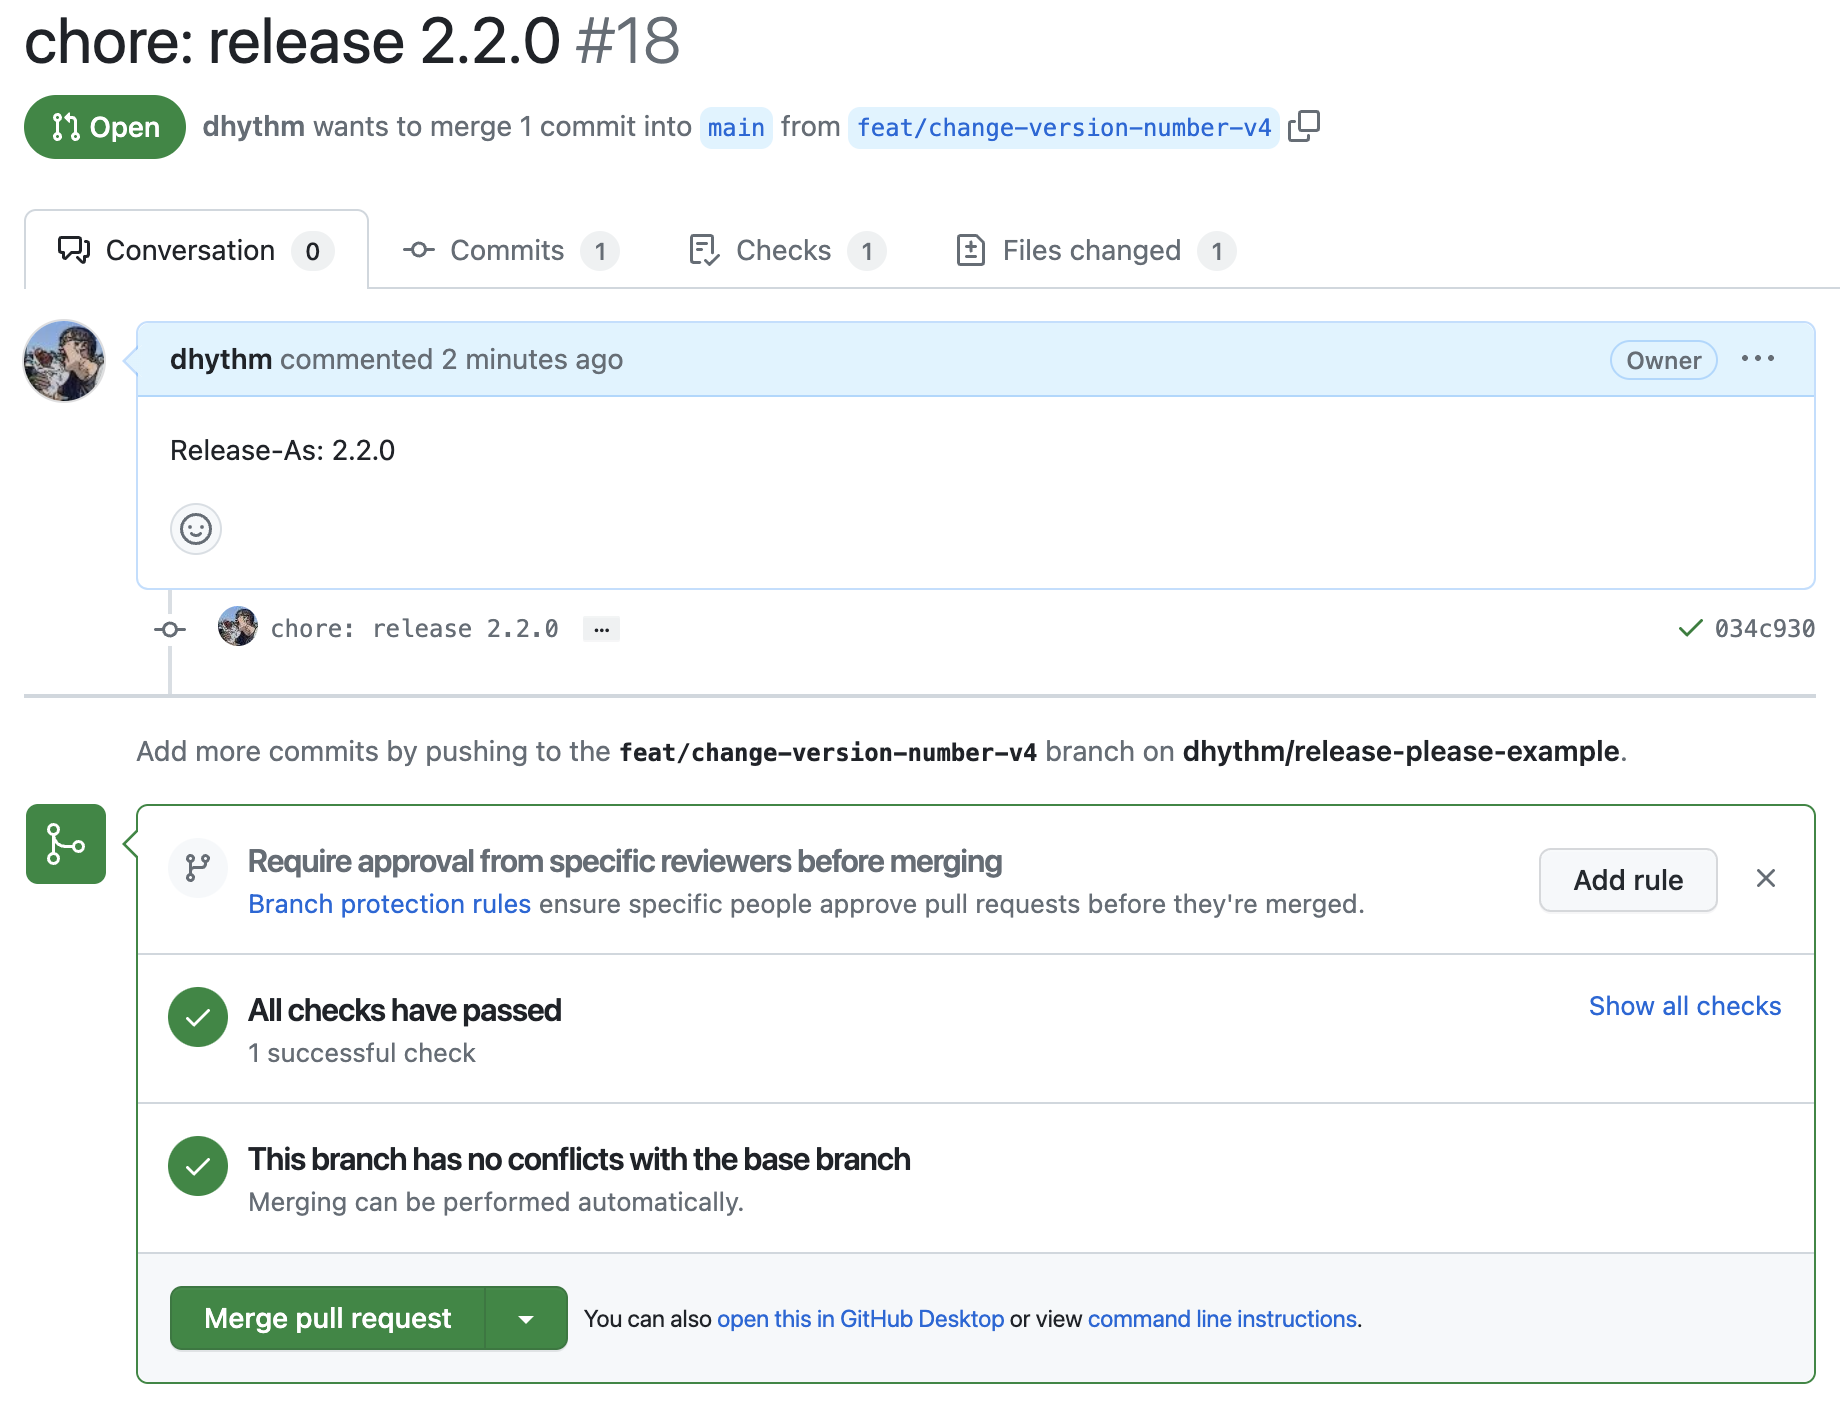 chore: release 2.2.0 #18
Open dhythm wants to merge 1 commit into main from feat/change-version-number-v4
Conversation 0 Commits 1 Checks 1 Files changed 1
dhythm commented 2 minutes ago Owner ...
Release-As: 2.2.0
chore: release 2.2.0 ... 034c930
Add more commits by pushing to the feat/change-version-number-v4 branch on dhythm/release-please-example.
Require approval from specific reviewers before merging
Branch protection rules ensure specific people approve pull requests before they're merged.
Add rule
All checks have passed
1 successful check
Show all checks
This branch has no conflicts with the base branch
Merging can be performed automatically.
Merge pull request You can also open this in GitHub Desktop or view command line instructions.